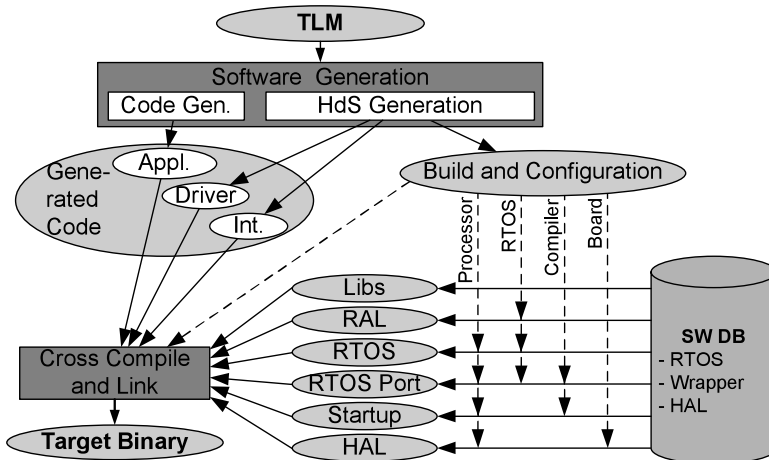 TLM
Software Generation
Code Gen.
HdS Generation
Gene-
rated
Code
Appl.
Driver
Int.
Build and Configuration
Processor
RTOS
Compiler
Board
Libs
RAL
RTOS
RTOS Port
Startup
HAL
SW DB
- RTOS
- Wrapper
- HAL
Cross Compile
and Link
Target Binary